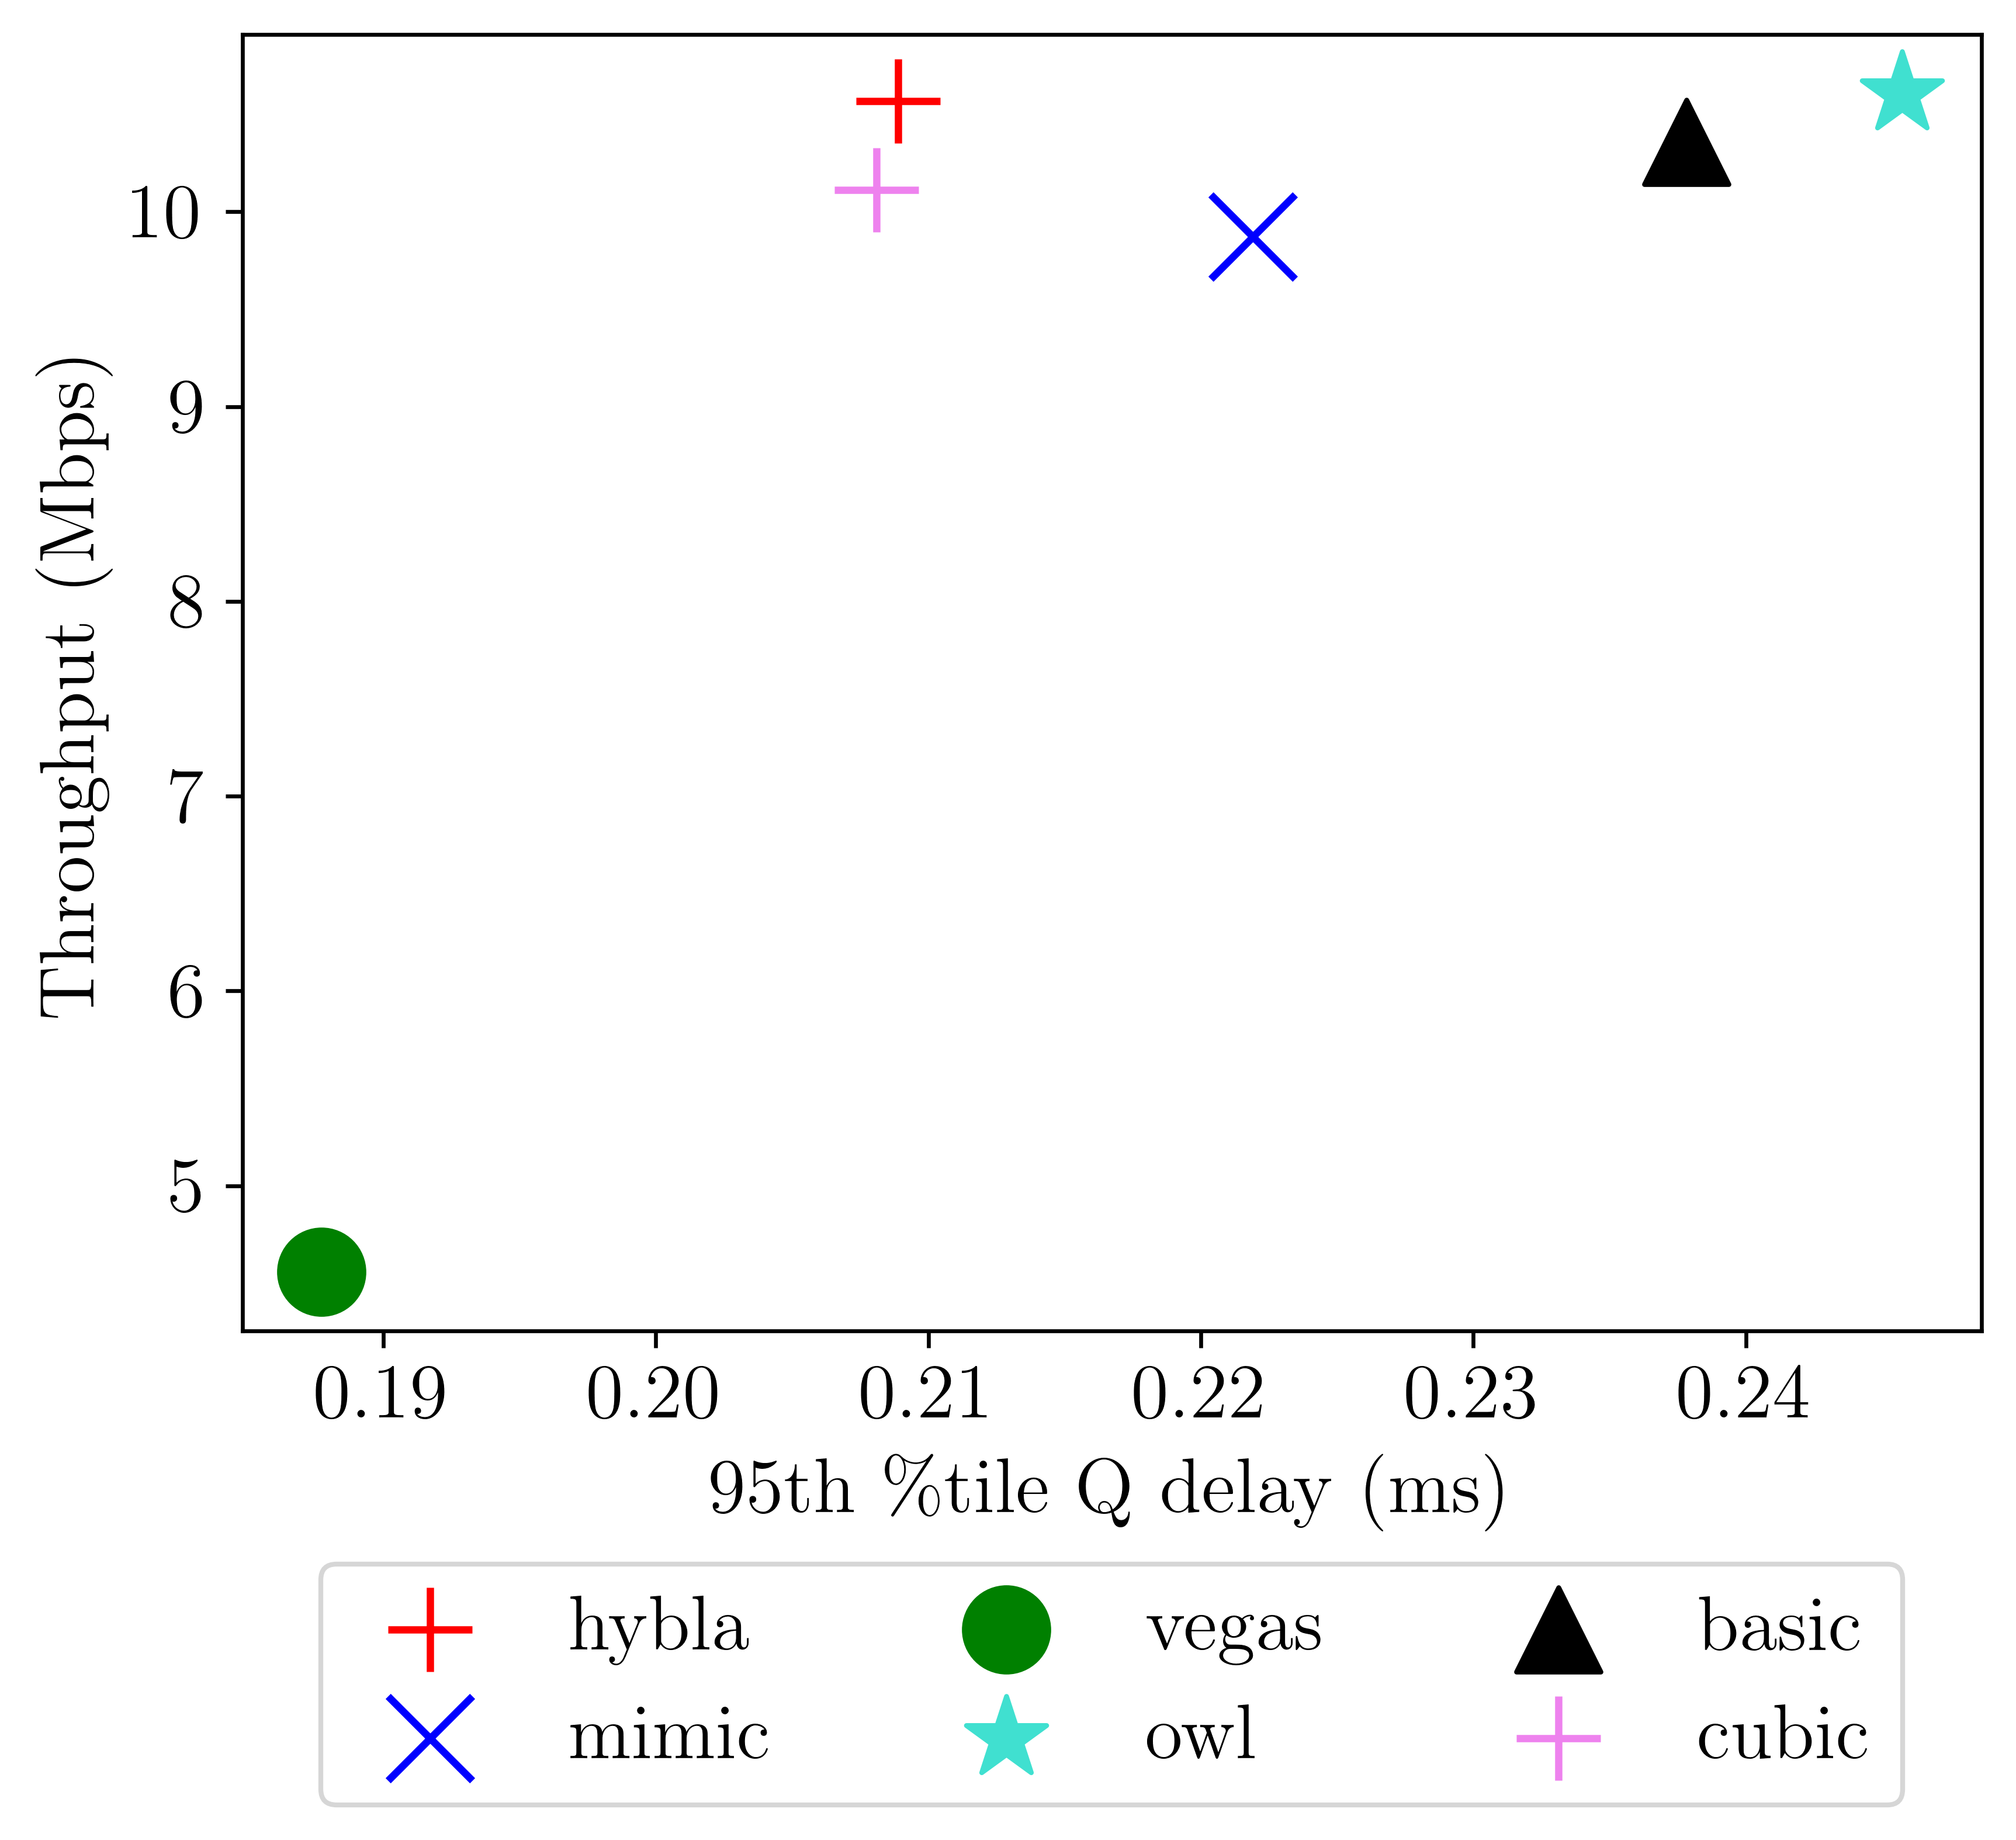 Throughput (Mbps)
10
9
8
7
6
5
0.19 0.20 0.21 0.22 0.23 0.24
95th %tile Q delay (ms)
hybla vegas basic
mimic owl cubic